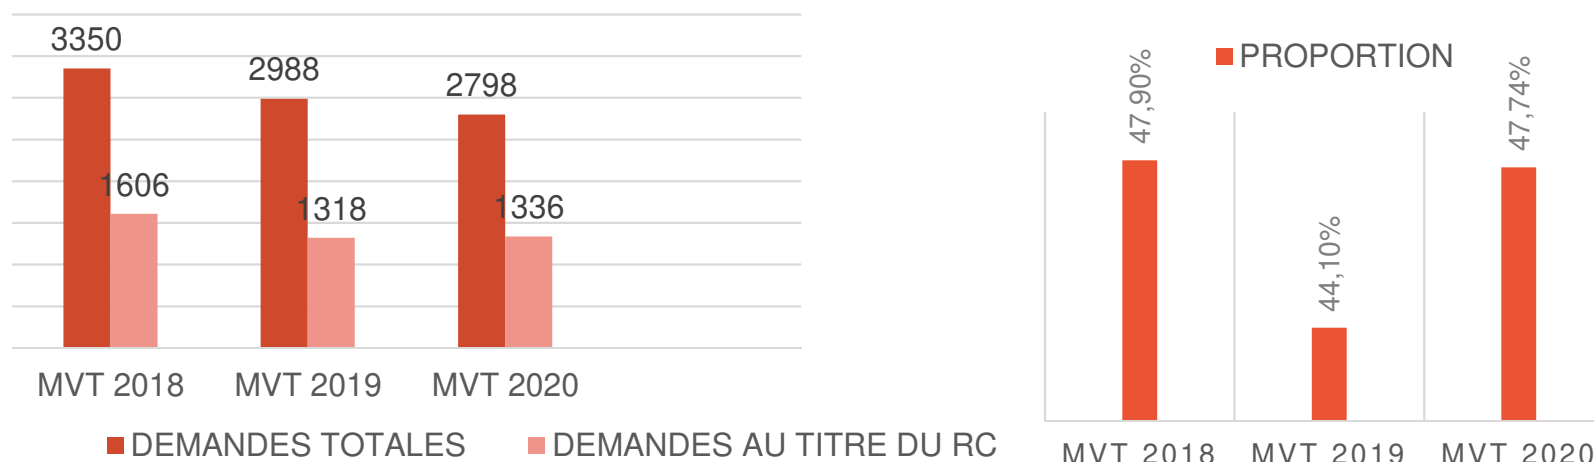 3350
2988
2798
1606
1318
1336
MVT 2018
MVT 2019
MVT 2020
DEMANDES TOTALES
DEMANDES AU TITRE DU RC
PROPORTION
47,90%
44,10%
47,74%
MVT 2018
MVT 2019
MVT 2020